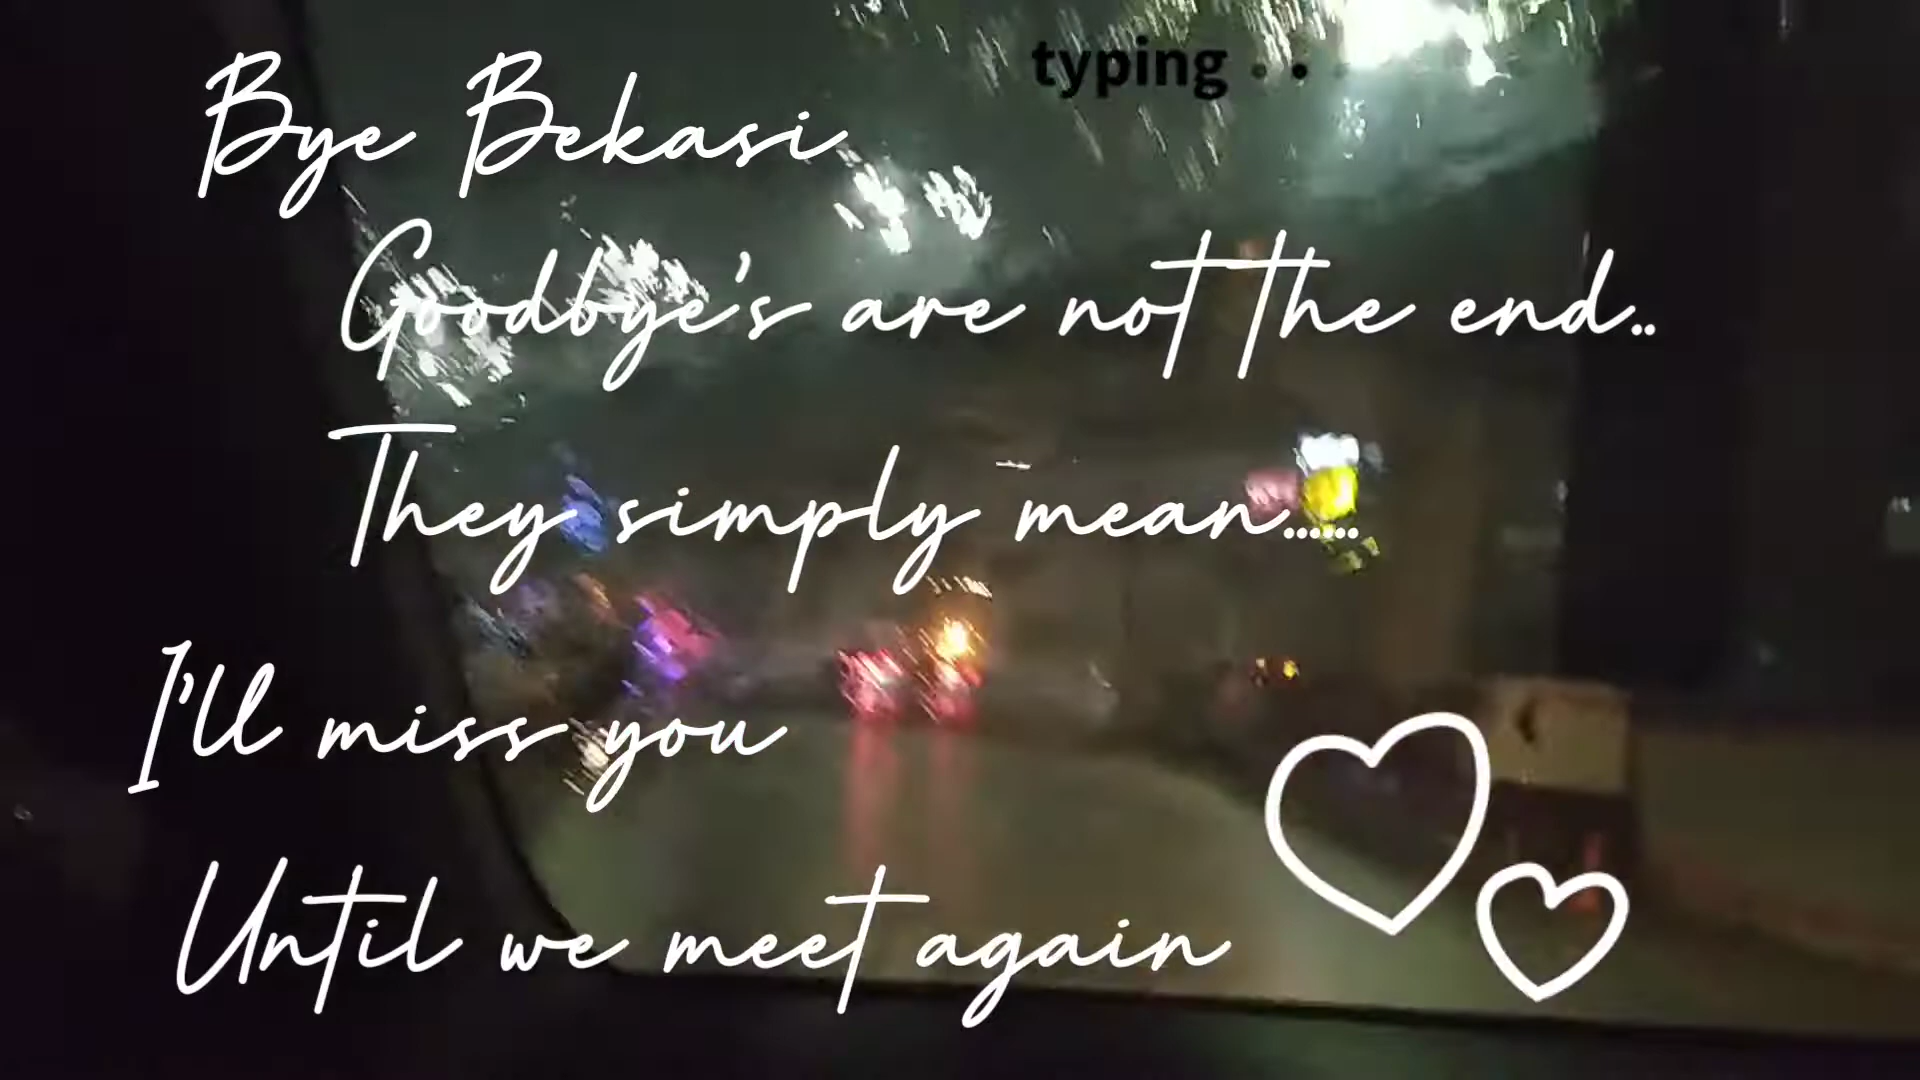 typing . . .
Bye Bekasi
Goodbye's are not the end..
They simply mean......
I'll miss you
Until we meet again